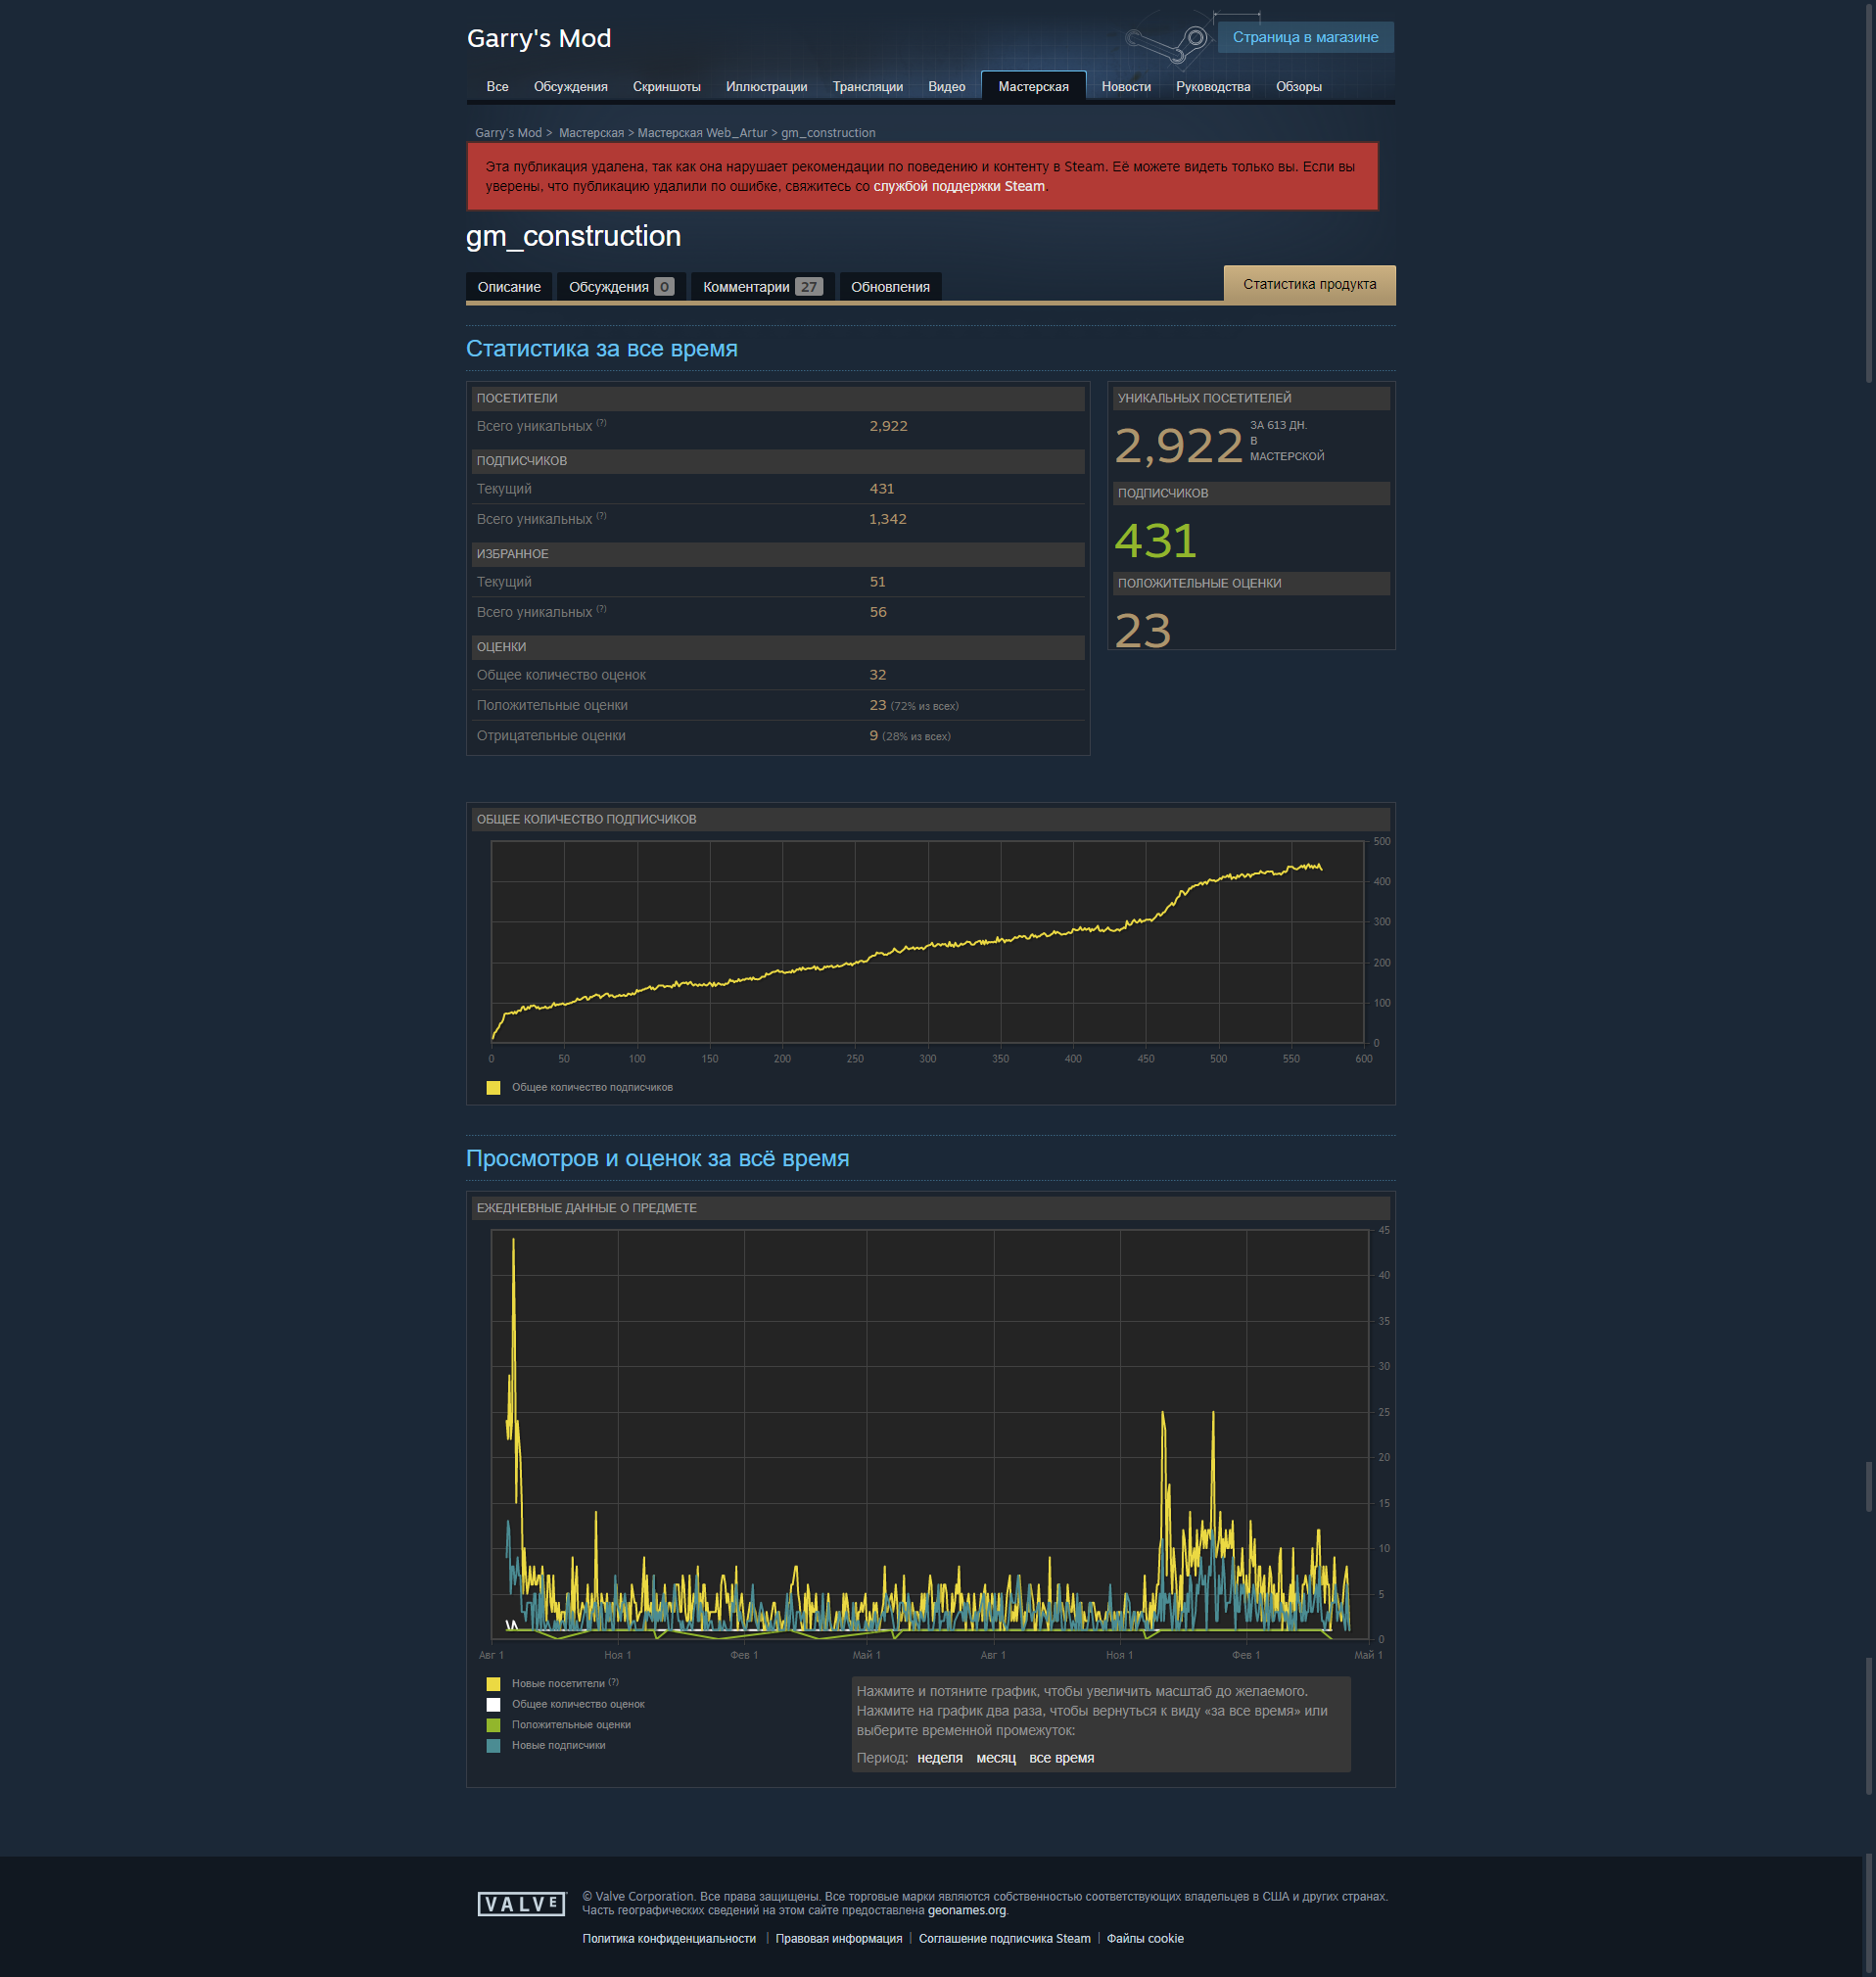 Garry's Mod
Страница в магазине
Все Обсуждения Скриншоты Иллюстрации Трансляции Видео Мастерская Новости Руководства Обзоры
Garry's Mod > Мастерская > Мастерская Web_Artur > gm_construction
Эта публикация удалена, так как она нарушает рекомендации по поведению и контенту в Steam. Её можете видеть только вы. Если вы
уверены, что публикацию удалили по ошибке, свяжитесь со службой поддержки Steam.
gm_construction
Описание Обсуждения 0 Комментарии 27 Обновления Статистика продукта
Статистика за все время
ПОСЕТИТЕЛИ
Всего уникальных (?) 2,922
ПОДПИСЧИКОВ
Текущий 431
Всего уникальных (?) 1,342
ИЗБРАННОЕ
Текущий 51
Всего уникальных (?) 56
ОЦЕНКИ
Общее количество оценок 32
Положительные оценки 23 (72% из всех)
Отрицательные оценки 9 (28% из всех)
УНИКАЛЬНЫХ ПОСЕТИТЕЛЕЙ
2,922 ЗА 613 ДН.
В
МАСТЕРСКОЙ
ПОДПИСЧИКОВ
431
ПОЛОЖИТЕЛЬНЫЕ ОЦЕНКИ
23
ОБЩЕЕ КОЛИЧЕСТВО ПОДПИСЧИКОВ
500
400
300
200
100
0
0 50 100 150 200 250 300 350 400 450 500 550 600
Общее количество подписчиков
Просмотров и оценок за всё время
ЕЖЕДНЕВНЫЕ ДАННЫЕ О ПРЕДМЕТЕ
45
40
35
30
25
20
15
10
5
0
Авг 1 Ноя 1 Фев 1 Май 1 Авг 1 Ноя 1 Фев 1 Май 1
Новые посетители (?)
Общее количество оценок
Положительные оценки
Новые подписчики
Нажмите и потяните график, чтобы увеличить масштаб до желаемого.
Нажмите на график два раза, чтобы вернуться к виду «за все время» или
выберите временной промежуток:
Период: неделя месяц все время
VALVE
© Valve Corporation. Все права защищены. Все торговые марки являются собственностью соответствующих владельцев в США и других странах.
Часть географических сведений на этом сайте предоставлена geonames.org.
Политика конфиденциальности | Правовая информация | Соглашение подписчика Steam | Файлы cookie